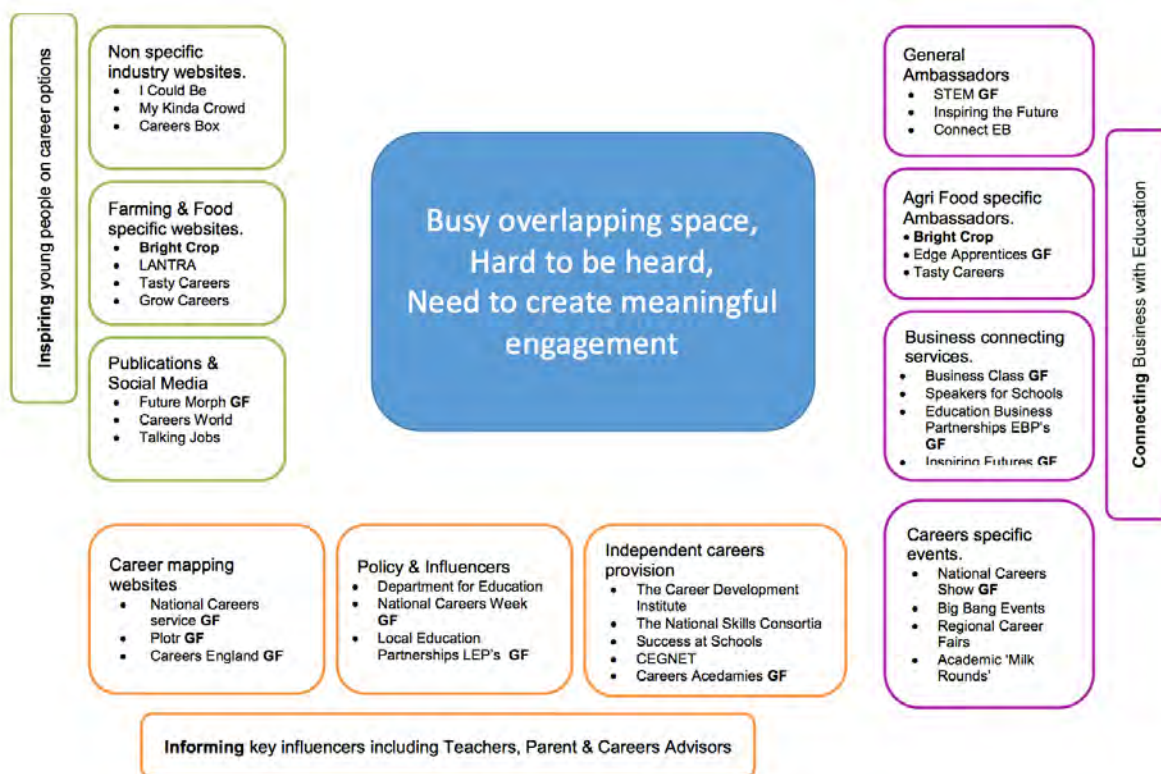 Inspiring young people on career options
Non specific
industry websites.
• I Could Be
• My Kinda Crowd
• Careers Box
Farming & Food
specific websites.
• Bright Crop
• LANTRA
• Tasty Careers
• Grow Careers
Publications &
Social Media
• Future Morph GF
• Careers World
• Talking Jobs
Busy overlapping space,
Hard to be heard,
Need to create meaningful
engagement
General
Ambassadors
• STEM GF
• Inspiring the Future
• Connect EB
Agri Food specific
Ambassadors.
• Bright Crop
• Edge Apprentices GF
• Tasty Careers
Business connecting
services.
• Business Class GF
• Speakers for Schools
• Education Business
Partnerships EBP's
GF
• Inspiring Futures GF
Careers specific
events.
• National Careers
Show GF
• Big Bang Events
• Regional Career
Fairs
• Academic 'Milk
Rounds'
Connecting Business with Education
Career mapping
websites
• National Careers
service GF
• Plotr GF
• Careers England GF
Policy & Influencers
• Department for Education
• National Careers Week
GF
• Local Education
Partnerships LEP's GF
Independent careers
provision
• The Career Development
Institute
• The National Skills Consortia
• Success at Schools
• CEGNET
• Careers Acedamies GF
Informing key influencers including Teachers, Parent & Careers Advisors